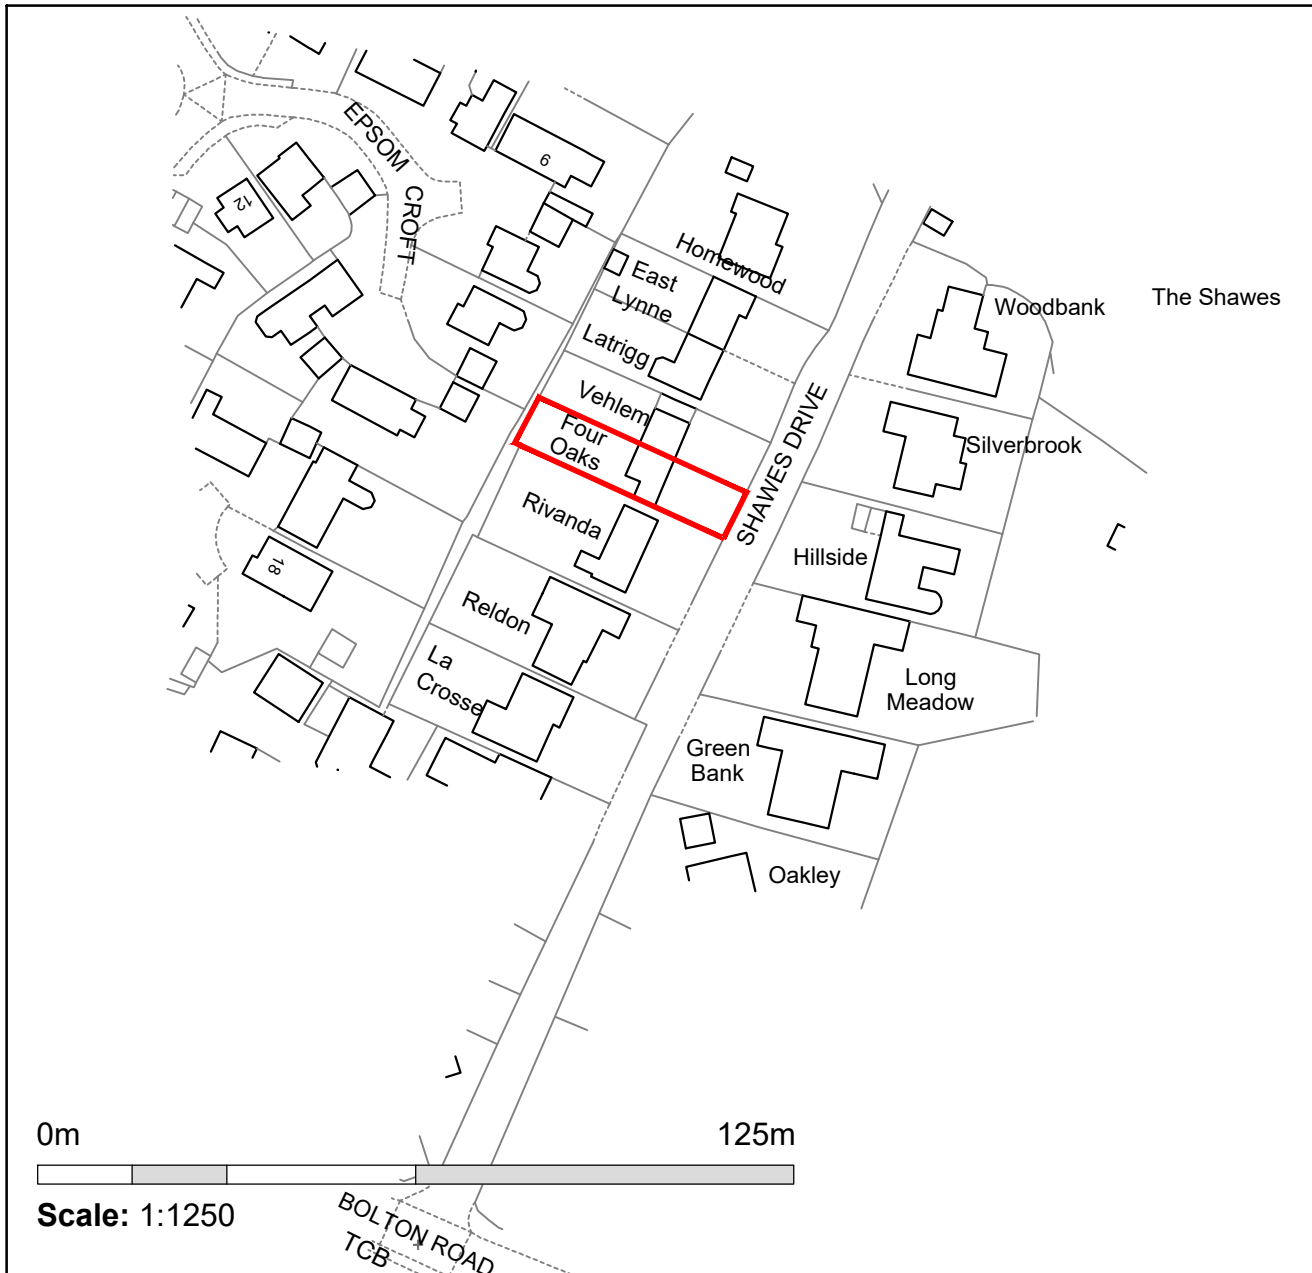 EPSOM CROFT
6
12
Homewood
East
Lynne
Woodbank
The Shawes
Latrigg
Vehlem
SHAWES DRIVE
Four
Oaks
Silverbrook
Rivanda
Hillside
18
Reldon
La
Crosse
Long
Meadow
Green
Bank
Oakley
0m
125m
Scale: 1:1250
BOLTON ROAD
TCB